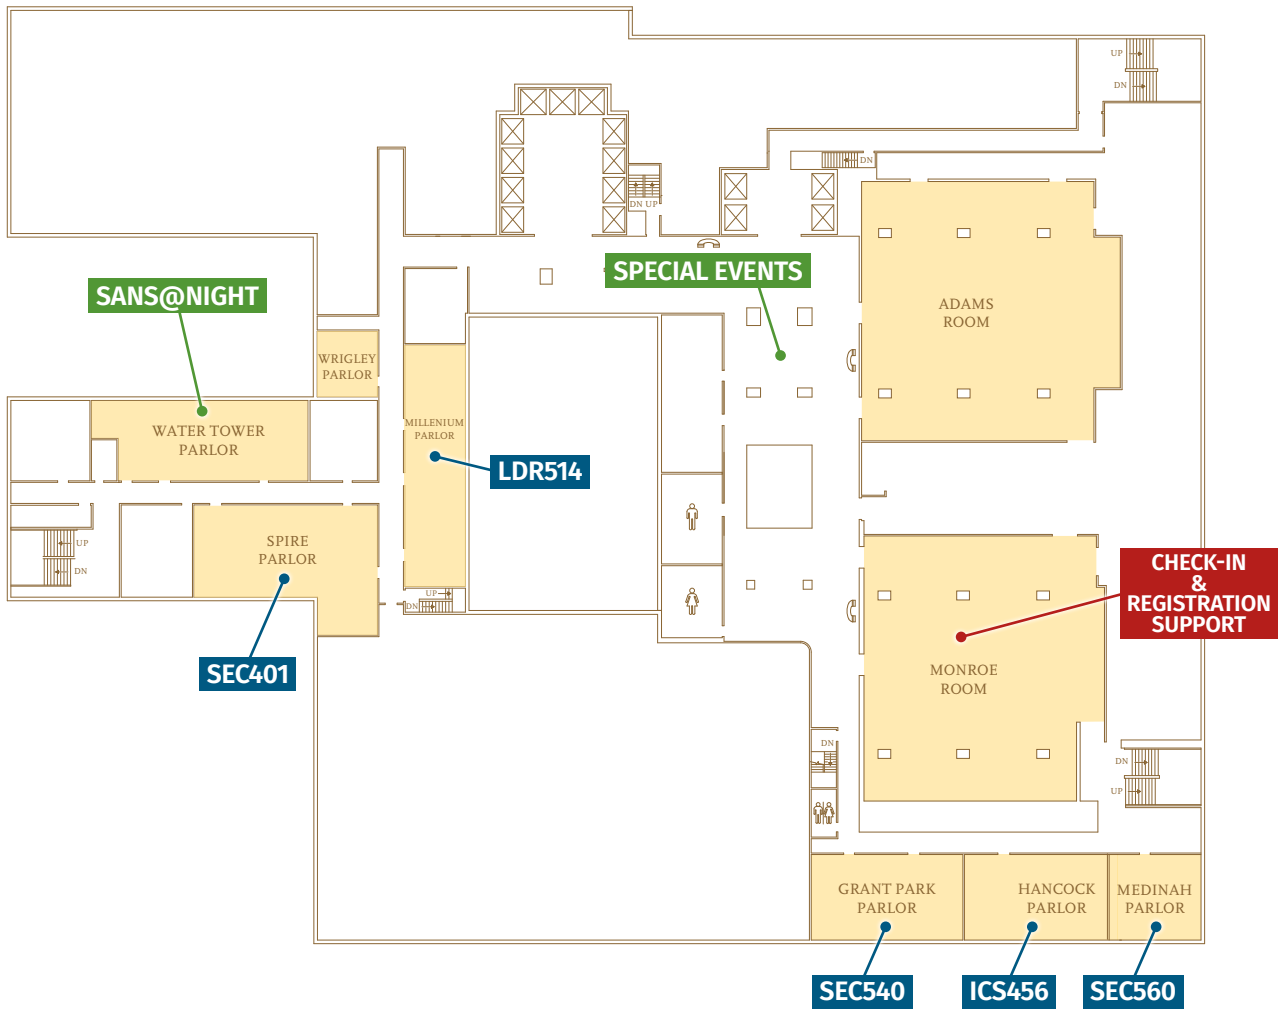 UP
DN
DN
DN UP
SPECIAL EVENTS
SANS@NIGHT
ADAMS
ROOM
WRIGLEY
PARLOR
MILLENIUM
PARLOR
WATER TOWER
PARLOR
LDR514
SPIRE
PARLOR
UP
DN
UP
DN
CHECK-IN
&
REGISTRATION
SUPPORT
SEC401
MONROE
ROOM
DN
DN
UP
GRANT PARK
PARLOR
HANCOCK
PARLOR
MEDINAH
PARLOR
SEC540
ICS456
SEC560